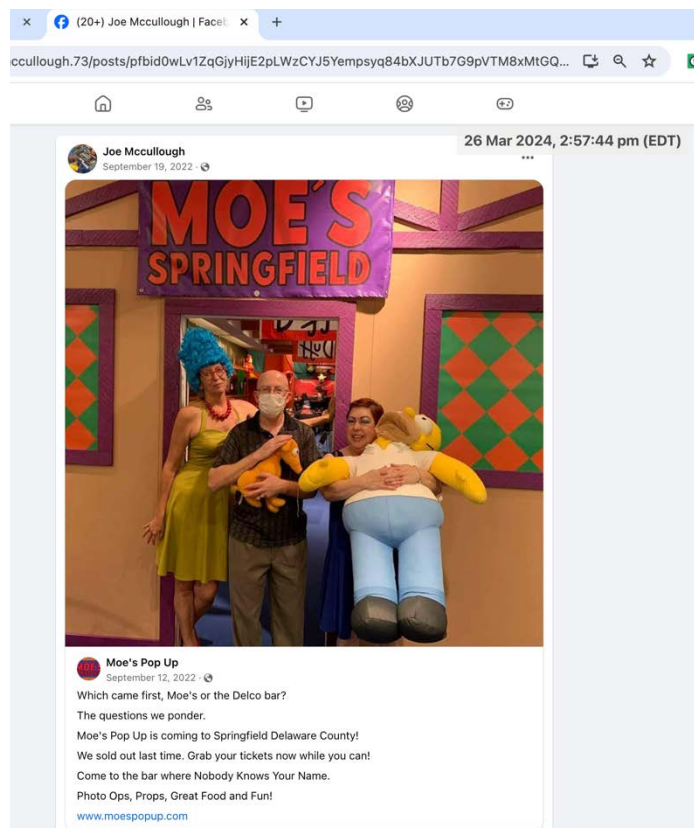 (20+) Joe Mccullough | Faceb
ccullough.73/posts/pfbid0wLv1ZqGjyHijE2pLWzCYJ5Yempsyq84bXJUTb7G9pVTM8xMtGQ...
26 Mar 2024, 2:57:44 pm (EDT)
Joe Mccullough
September 19, 2022 ·
MOE'S
SPRINGFIELD
Moe's Pop Up
September 12, 2022 ·
Which came first, Moe's or the Delco bar?
The questions we ponder.
Moe's Pop Up is coming to Springfield Delaware County!
We sold out last time. Grab your tickets now while you can!
Come to the bar where Nobody Knows Your Name.
Photo Ops, Props, Great Food and Fun!
www.moespopup.com